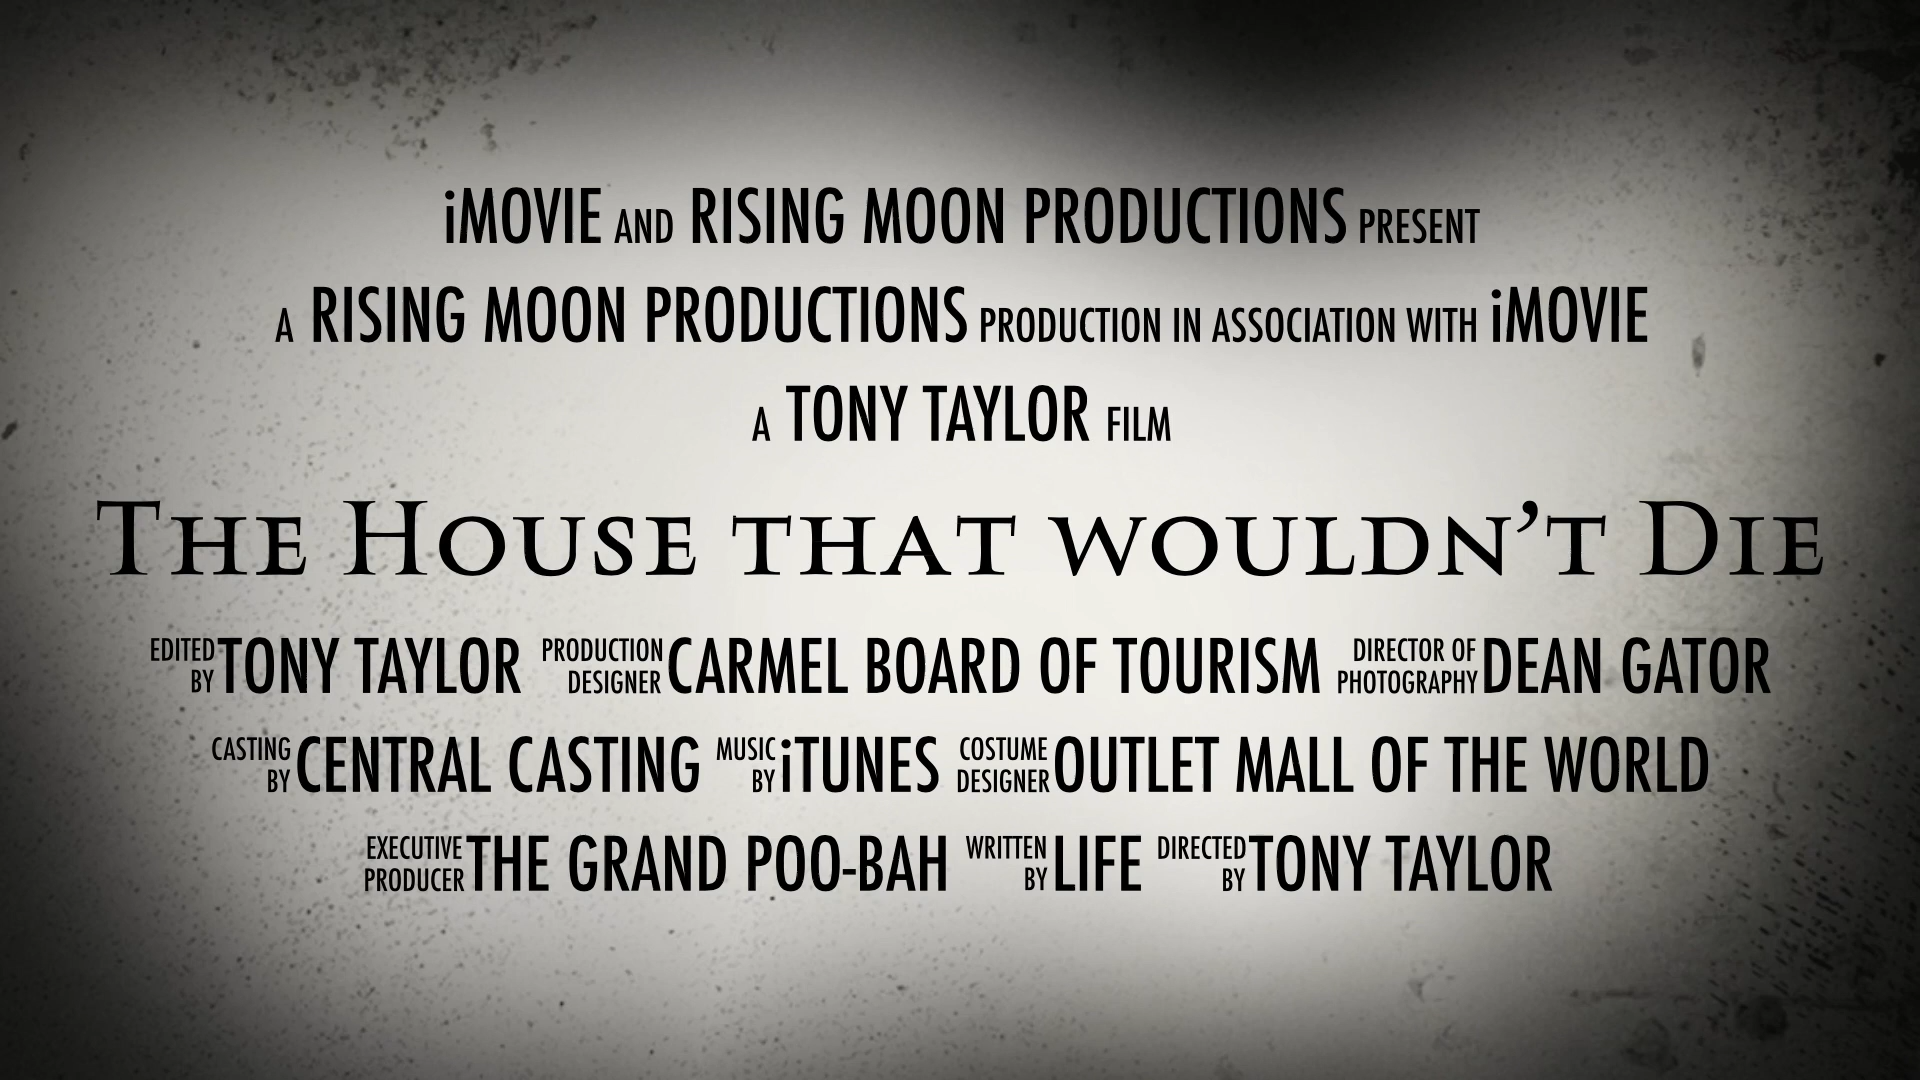 iMOVIE AND RISING MOON PRODUCTIONS PRESENT
A RISING MOON PRODUCTIONS PRODUCTION IN ASSOCIATION WITH iMOVIE
A TONY TAYLOR FILM
THE HOUSE THAT WOULDN'T DIE
EDITED BY TONY TAYLOR PRODUCTION DESIGNER CARMEL BOARD OF TOURISM DIRECTOR OF PHOTOGRAPHY DEAN GATOR
CASTING BY CENTRAL CASTING MUSIC BY iTUNES COSTUME DESIGNER OUTLET MALL OF THE WORLD
EXECUTIVE PRODUCER THE GRAND POO-BAH WRITTEN BY LIFE DIRECTED BY TONY TAYLOR